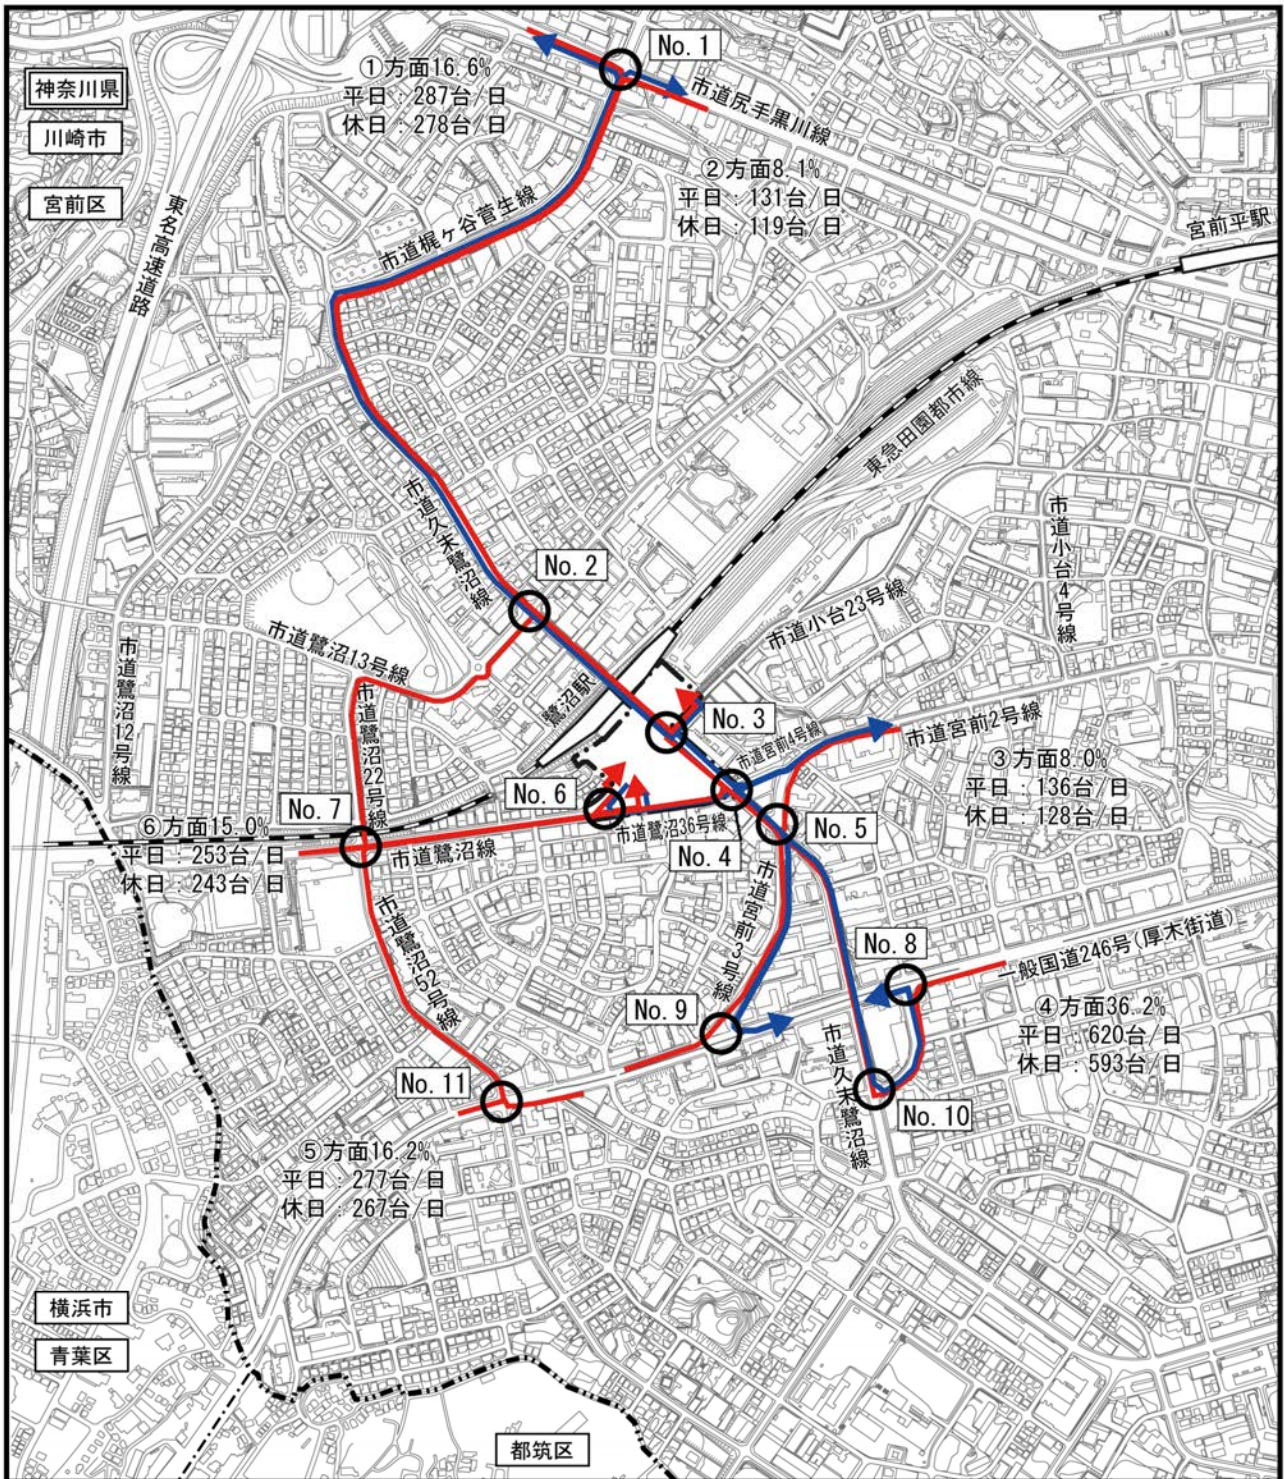 No. 1
①方面16.6%
平日：287台/日
休日：278台/日
神奈川県
川崎市
宮前区
市道尻手黒川線
②方面8.1%
平日：131台/日
休日：119台/日
東名高速道路
市道梶ヶ谷菅生線
宮前平駅
東急田園都市線
市道久末鷺沼線
市道小台4号線
No. 2
市道小台23号線
市道鷺沼13号線
市道鷺沼12号線
市道鷺沼22号線
鷺沼駅
No. 3
市道宮前4号線
市道宮前2号線
③方面8.0%
平日：136台/日
休日：128台/日
No. 6
No. 7
No. 5
市道鷺沼36号線
No. 4
⑥方面15.0%
平日：253台/日
休日：243台/日
市道鷺沼線
市道宮前3号線
市道鷺沼52号線
No. 8
一般国道246号(厚木街道)
④方面36.2%
平日：620台/日
休日：593台/日
No. 9
市道久末鷺沼線
No. 11
No. 10
⑤方面16.2%
平日：277台/日
休日：267台/日
横浜市
青葉区
都筑区